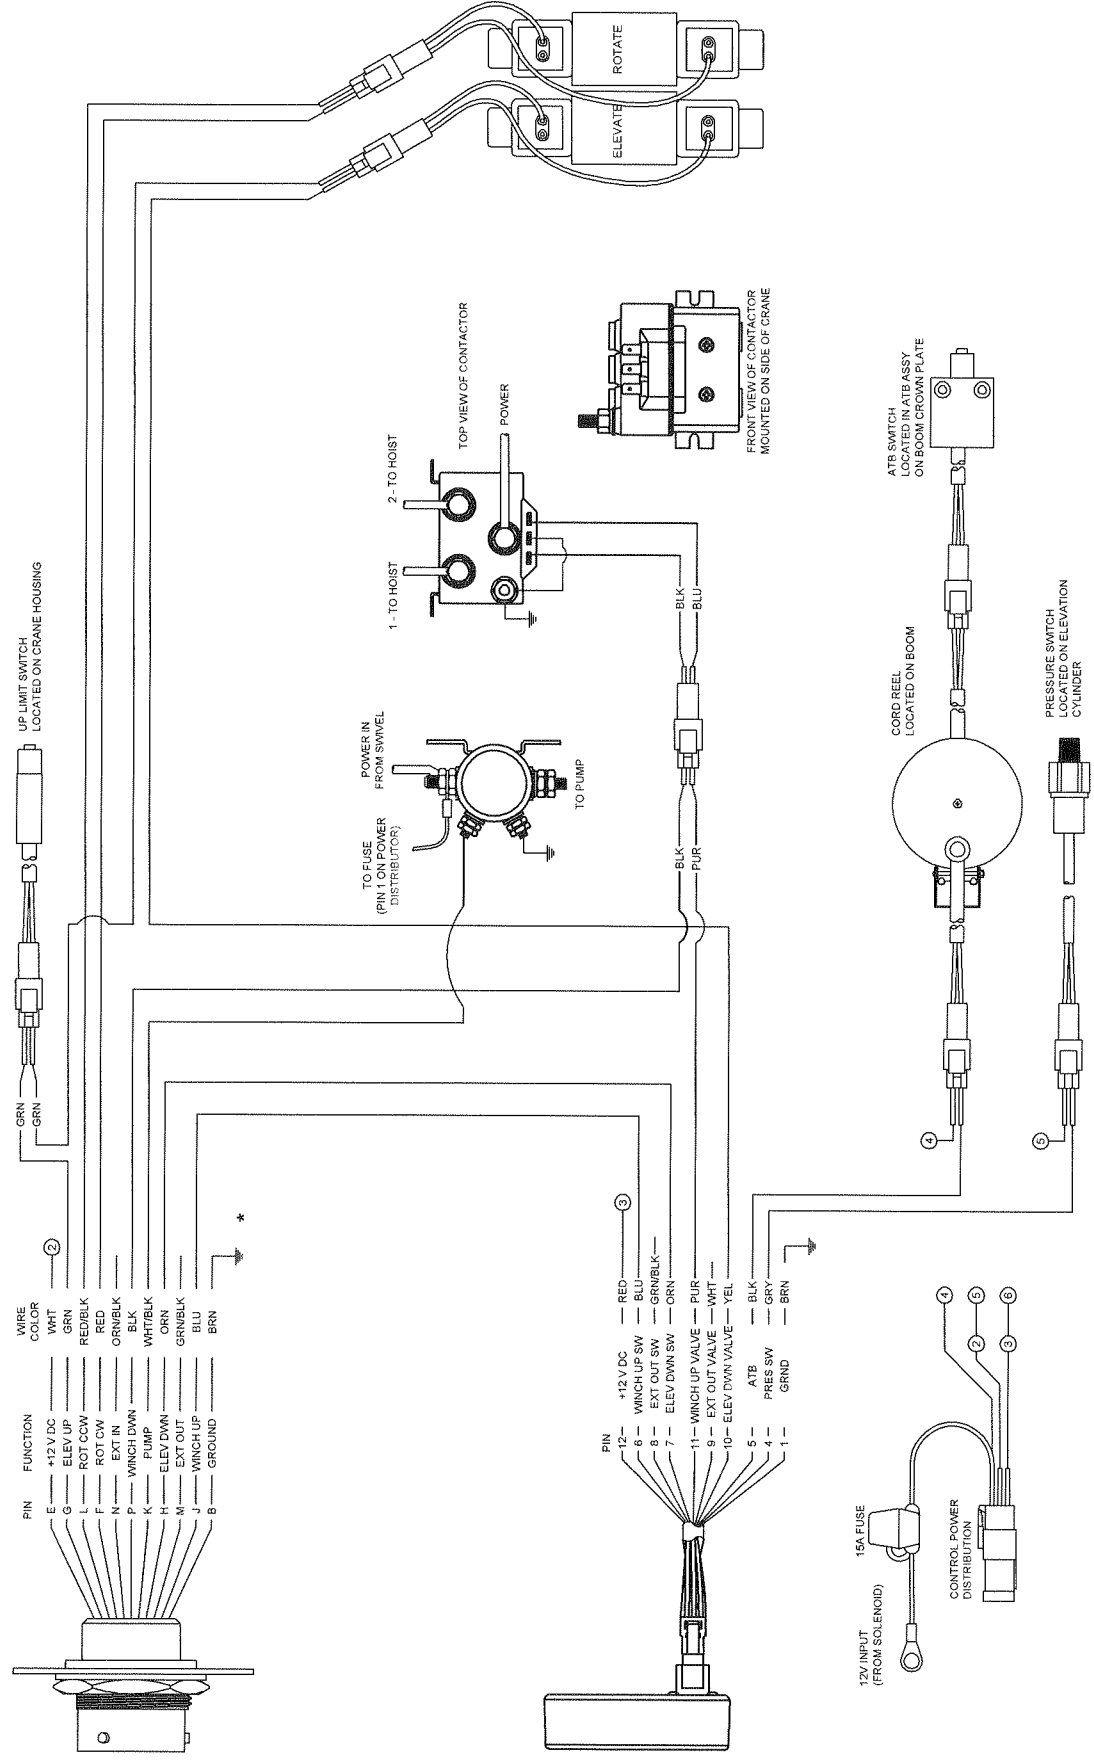 UP LIMIT SWITCH
LOCATED ON CRANE HOUSING
GRN
GRN
PIN
FUNCTION
WIRE
COLOR
E
+12 V DC
WHT
2
G
ELEV UP
GRN
L
ROT CCW
RED/BLK
F
ROT CW
RED
N
EXT IN
ORN/BLK
P
WINCH DWN
BLK
K
PUMP
WHT/BLK
H
ELEV DWN
ORN
M
EXT OUT
GRN/BLK
J
WINCH UP
BLU
B
GROUND
BRN
*
TO FUSE
(PIN 1 ON POWER
DISTRIBUTOR)
POWER IN
FROM SWIVEL
TO PUMP
1 - TO HOIST
2 - TO HOIST
TOP VIEW OF CONTACTOR
POWER
ROTATE
ELEVATE
BLK
PUR
BLK
BLU
FRONT VIEW OF CONTACTOR
MOUNTED ON SIDE OF CRANE
PIN
12
+12 V DC
RED
3
6
WINCH UP SW
BLU
8
EXT OUT SW
GRN/BLK
7
ELEV DWN SW
ORN
11
WINCH UP VALVE
PUR
9
EXT OUT VALVE
WHT
10
ELEV DWN VALVE
YEL
5
ATB
BLK
4
PRES SW
GRY
1
GRND
BRN
12V INPUT
(FROM SOLENOID)
15A FUSE
CONTROL POWER
DISTRIBUTION
4
2
5
3
6
4
5
CORD REEL
LOCATED ON BOOM
ATB SWITCH
LOCATED IN ATB ASSY
ON BOOM CROWN PLATE
PRESSURE SWITCH
LOCATED ON ELEVATION
CYLINDER